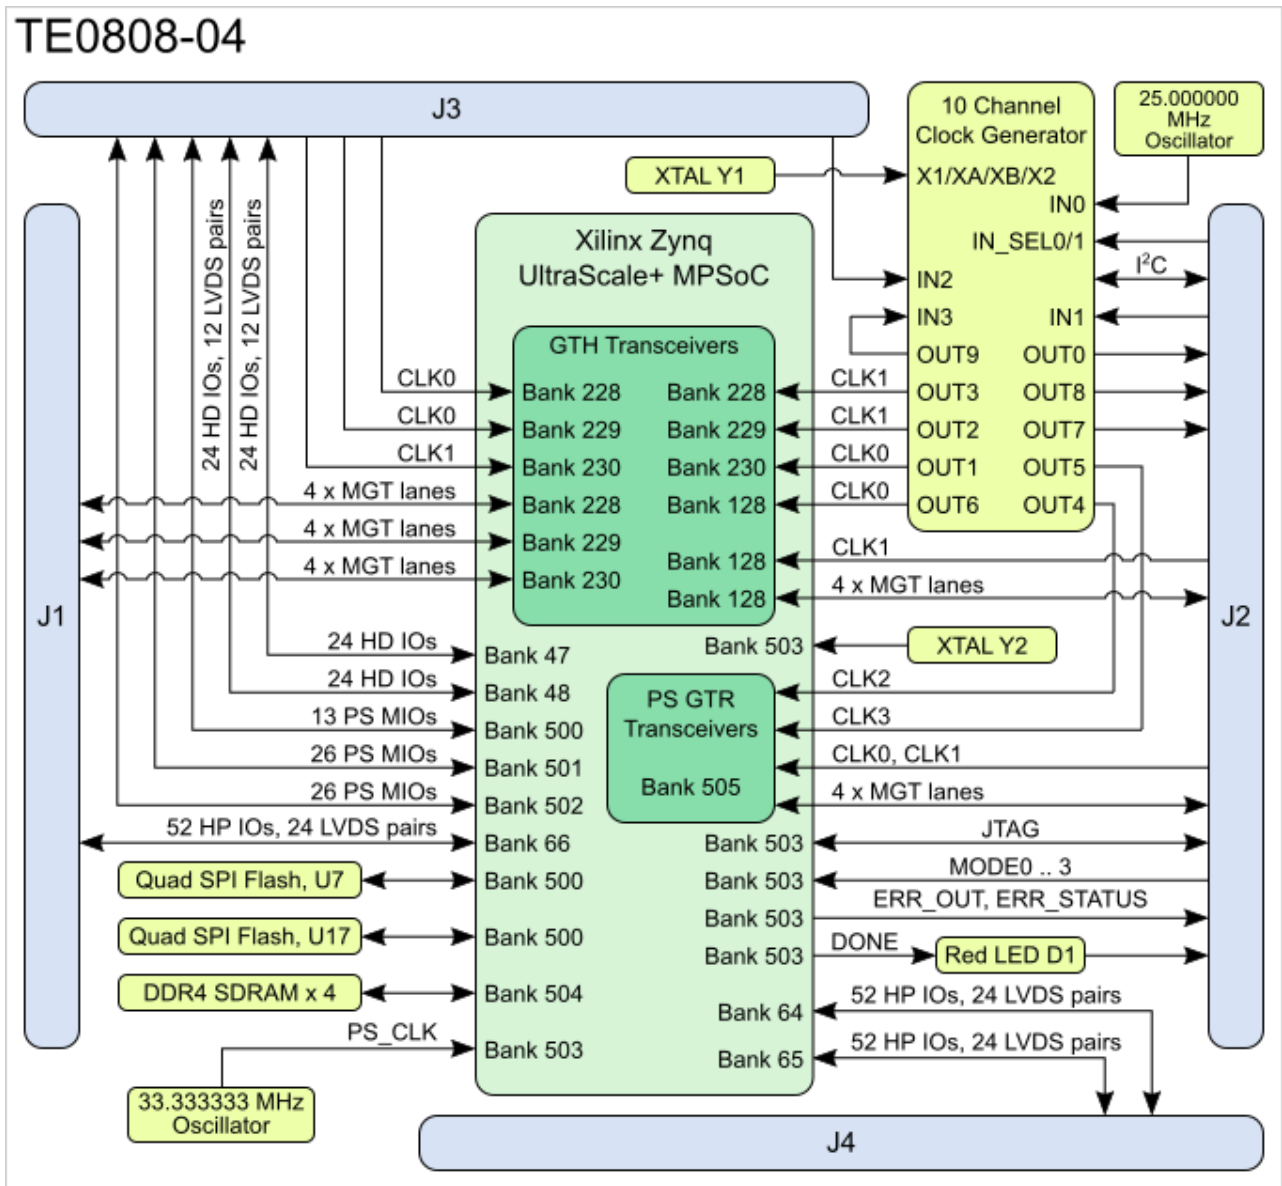 TE0808-04
J3
10 Channel
Clock Generator
25.000000
MHz
Oscillator
XTAL Y1
X1/XA/XB/X2
IN0
IN_SEL0/1
I²C
IN2
IN3
IN1
OUT9
OUT0
OUT3
OUT8
OUT2
OUT7
OUT1
OUT5
OUT6
OUT4
24 HD IOs, 12 LVDS pairs
24 HD IOs, 12 LVDS pairs
Xilinx Zynq
UltraScale+ MPSoC
GTH Transceivers
CLK0
Bank 228
Bank 228
CLK1
CLK0
Bank 229
Bank 229
CLK1
CLK1
Bank 230
Bank 230
CLK0
4 x MGT lanes
Bank 228
Bank 128
CLK0
4 x MGT lanes
Bank 229
Bank 128
CLK1
4 x MGT lanes
Bank 230
Bank 128
4 x MGT lanes
J1
J2
24 HD IOs
Bank 47
Bank 503
XTAL Y2
24 HD IOs
Bank 48
PS GTR
Transceivers
Bank 505
CLK2
13 PS MIOs
Bank 500
CLK3
26 PS MIOs
Bank 501
CLK0, CLK1
26 PS MIOs
Bank 502
4 x MGT lanes
52 HP IOs, 24 LVDS pairs
Bank 66
Bank 503
JTAG
Quad SPI Flash, U7
Bank 500
Bank 503
MODE0 .. 3
Bank 503
ERR_OUT, ERR_STATUS
Quad SPI Flash, U17
Bank 500
Bank 503
DONE
Red LED D1
DDR4 SDRAM x 4
Bank 504
Bank 64
52 HP IOs, 24 LVDS pairs
PS_CLK
Bank 503
Bank 65
52 HP IOs, 24 LVDS pairs
33.333333 MHz
Oscillator
J4